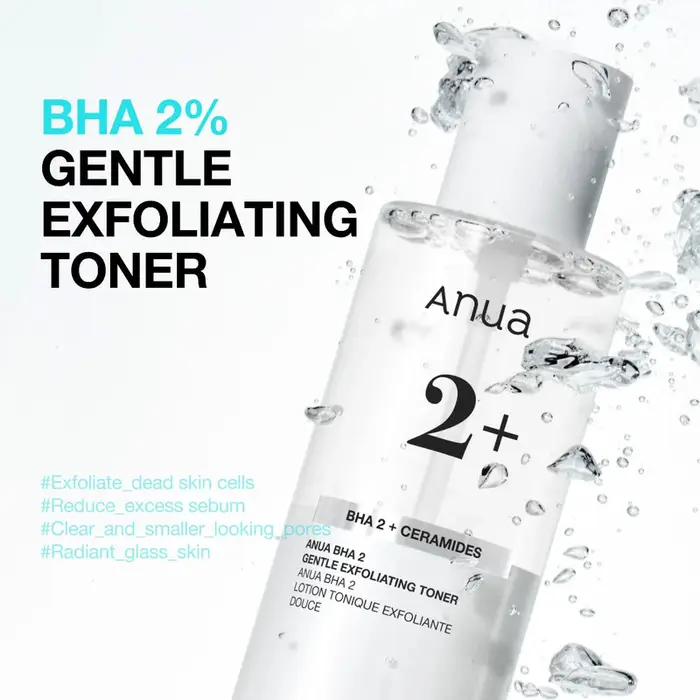 BHA 2%
GENTLE
EXFOLIATING
TONER
Anua
2+
BHA 2 + CERAMIDES
ANUA BHA 2
GENTLE EXFOLIATING TONER
ANUA BHA 2
LOTION TONIQUE EXFOLIANTE
DOUCE
#Exfoliate_dead skin cells
#Reduce_excess sebum
#Clear_and_smaller_looking_pores
#Radiant_glass_skin